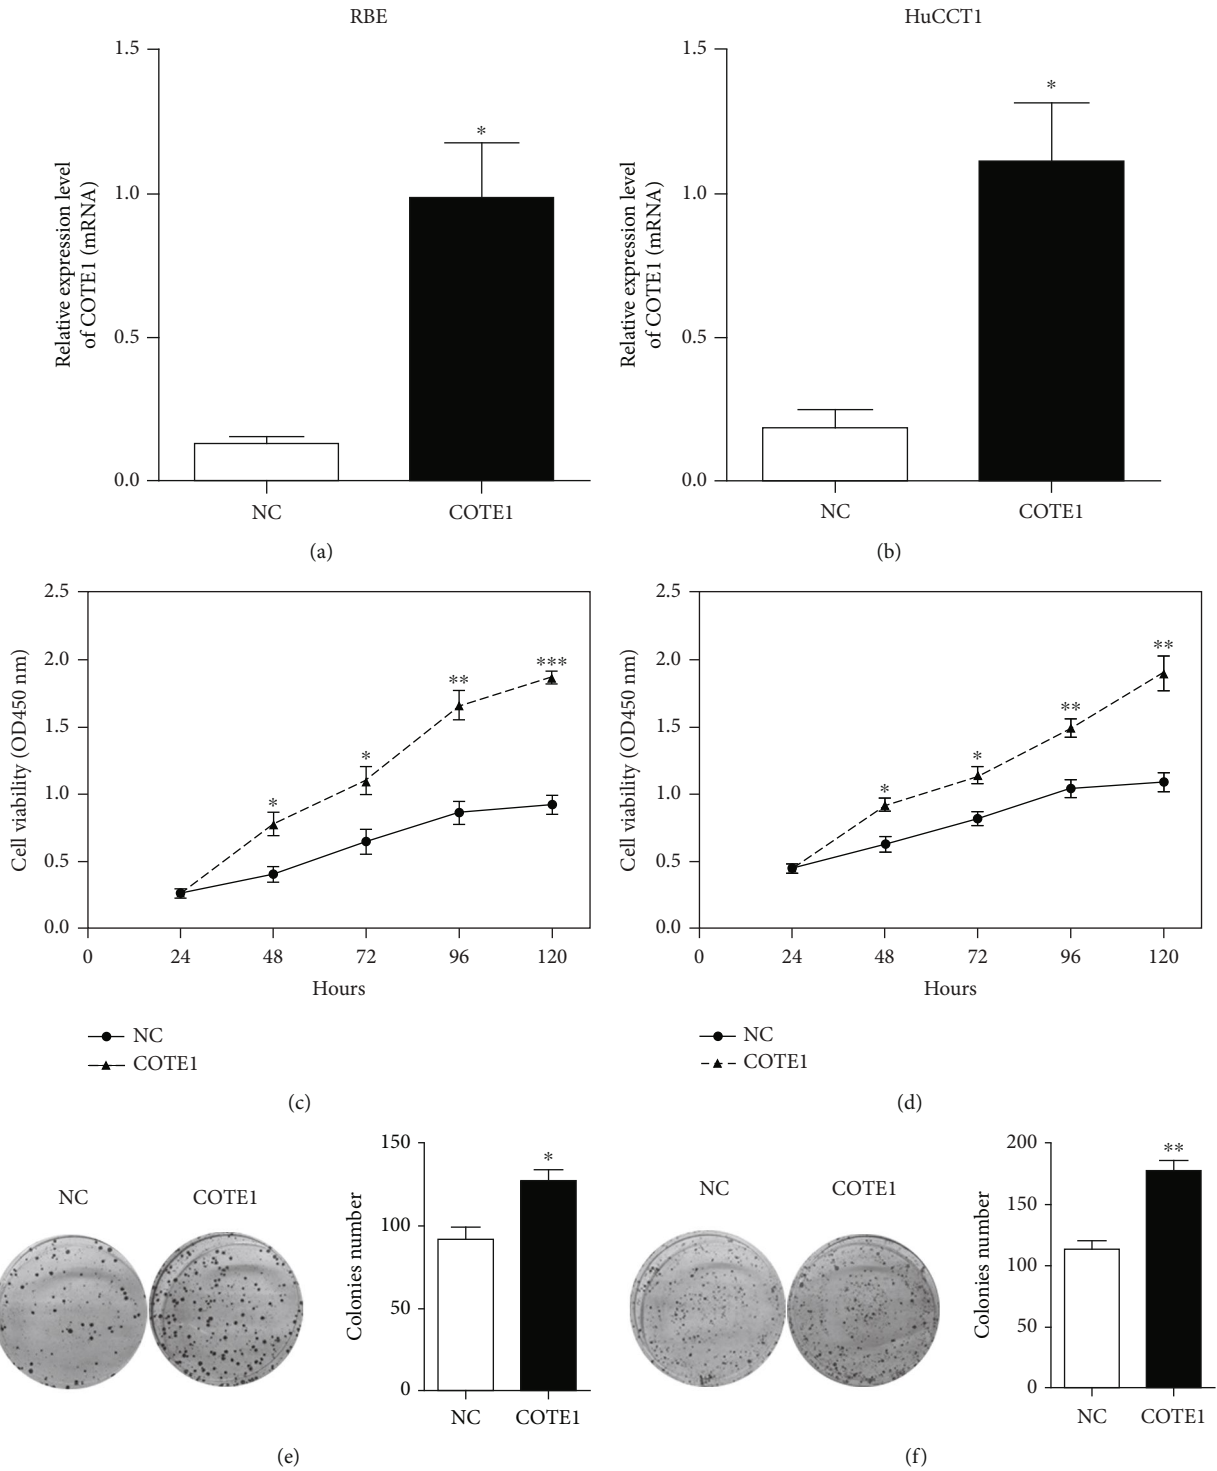 RBE
HuCCT1
Relative expression level
of COTE1 (mRNA)
1.5
1.0
0.5
0.0
*
NC
COTE1
(a)
Relative expression level
of COTE1 (mRNA)
1.5
1.0
0.5
0.0
*
NC
COTE1
(b)
Cell viability (OD450 nm)
2.5
2.0
1.5
1.0
0.5
0.0
*
*
**
***
0
24
48
72
96
120
Hours
NC
COTE1
(c)
Cell viability (OD450 nm)
2.5
2.0
1.5
1.0
0.5
0.0
*
*
**
**
0
24
48
72
96
120
Hours
NC
COTE1
(d)
NC
COTE1
Colonies number
150
100
50
0
*
NC
COTE1
(e)
NC
COTE1
Colonies number
200
150
100
50
0
**
NC
COTE1
(f)